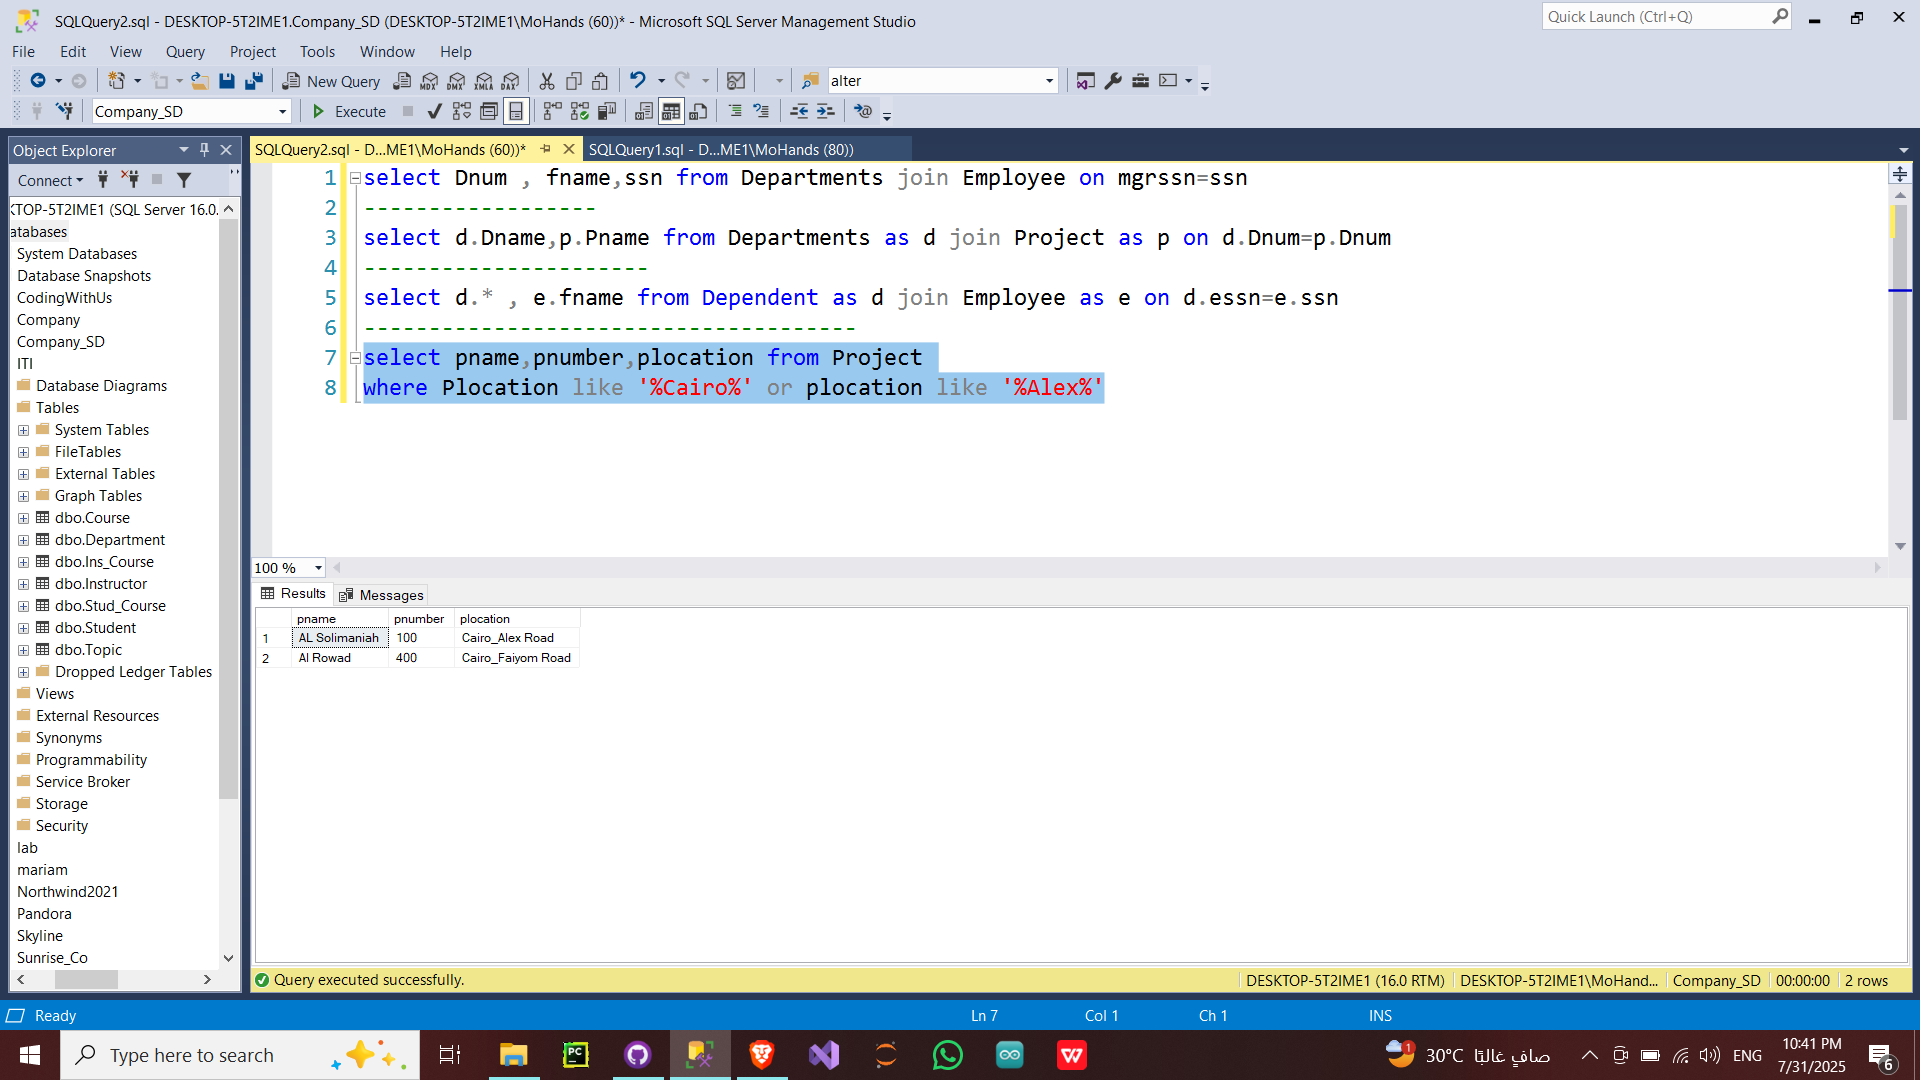 SQLQuery2.sql - DESKTOP-5T2IME1.Company_SD (DESKTOP-5T2IME1\MoHands (60))* - Microsoft SQL Server Management Studio
Quick Launch (Ctrl+Q)
File Edit View Query Project Tools Window Help
New Query MDX DMX XMLA DAX alter
Company_SD Execute
Object Explorer
Connect
KTOP-5T2IME1 (SQL Server 16.0.
atabases
System Databases
Database Snapshots
CodingWithUs
Company
Company_SD
ITI
Database Diagrams
Tables
System Tables
FileTables
External Tables
Graph Tables
dbo.Course
dbo.Department
dbo.Ins_Course
dbo.Instructor
dbo.Stud_Course
dbo.Student
dbo.Topic
Dropped Ledger Tables
Views
External Resources
Synonyms
Programmability
Service Broker
Storage
Security
lab
mariam
Northwind2021
Pandora
Skyline
Sunrise_Co
SQLQuery2.sql - D...ME1\MoHands (60))* SQLQuery1.sql - D...ME1\MoHands (80))
1 select Dnum , fname,ssn from Departments join Employee on mgrssn=ssn
2 ------------------
3 select d.Dname,p.Pname from Departments as d join Project as p on d.Dnum=p.Dnum
4 ----------------------
5 select d.* , e.fname from Dependent as d join Employee as e on d.essn=e.ssn
6 --------------------------------------
7 select pname,pnumber,plocation from Project
8 where Plocation like '%Cairo%' or plocation like '%Alex%'
100 %
Results Messages
pname pnumber plocation
1 AL Solimaniah 100 Cairo_Alex Road
2 Al Rowad 400 Cairo_Faiyom Road
Query executed successfully. DESKTOP-5T2IME1 (16.0 RTM) DESKTOP-5T2IME1\MoHand... Company_SD 00:00:00 2 rows
Ready Ln 7 Col 1 Ch 1 INS
Type here to search
PC
W
1
30°C صافٍ غالبًا
ENG
10:41 PM
7/31/2025
6